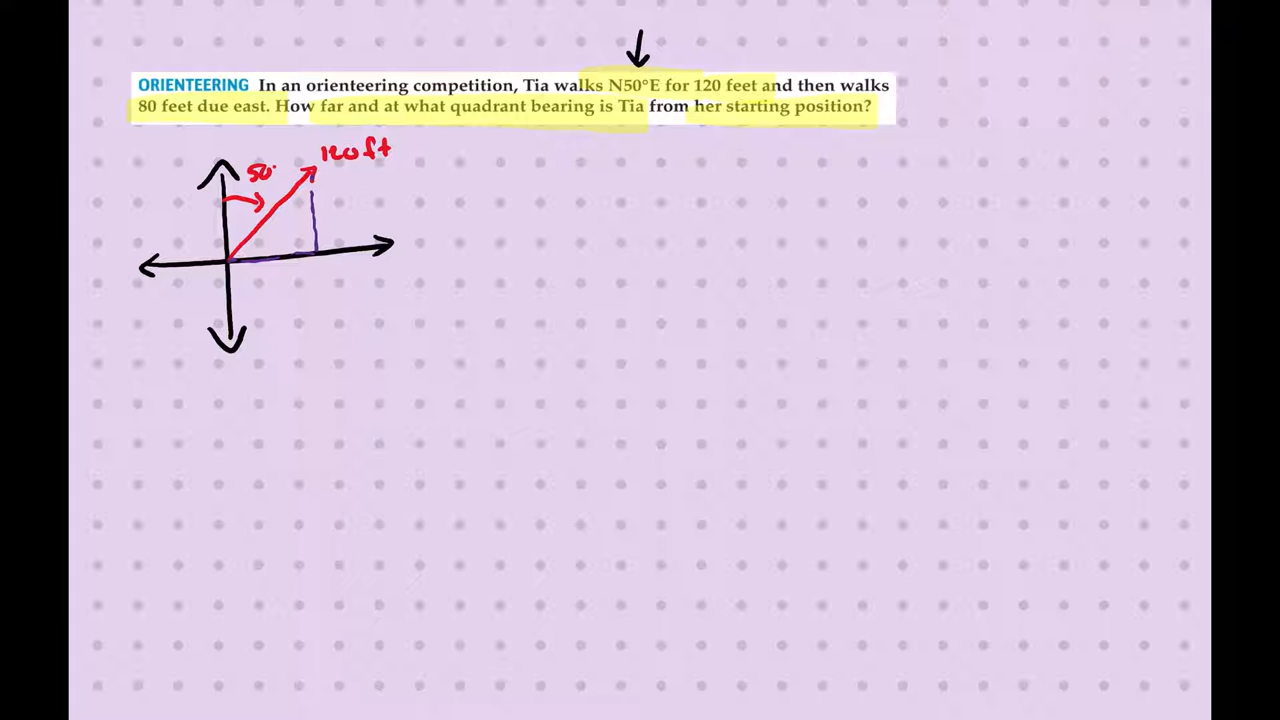 ORIENTEERING In an orienteering competition, Tia walks N50°E for 120 feet and then walks
80 feet due east. How far and at what quadrant bearing is Tia from her starting position?
120 ft
50°